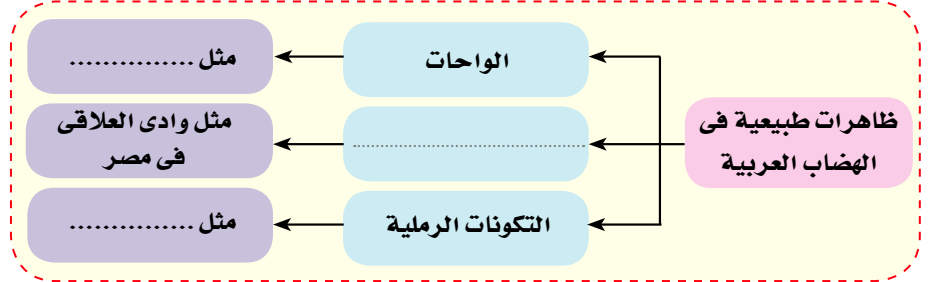 ظاهرات طبيعية فى
الهضاب العربية
الواحات
مثل ...............
.......................................................
مثل وادى العلاقى
فى مصر
التكونات الرملية
مثل ...............